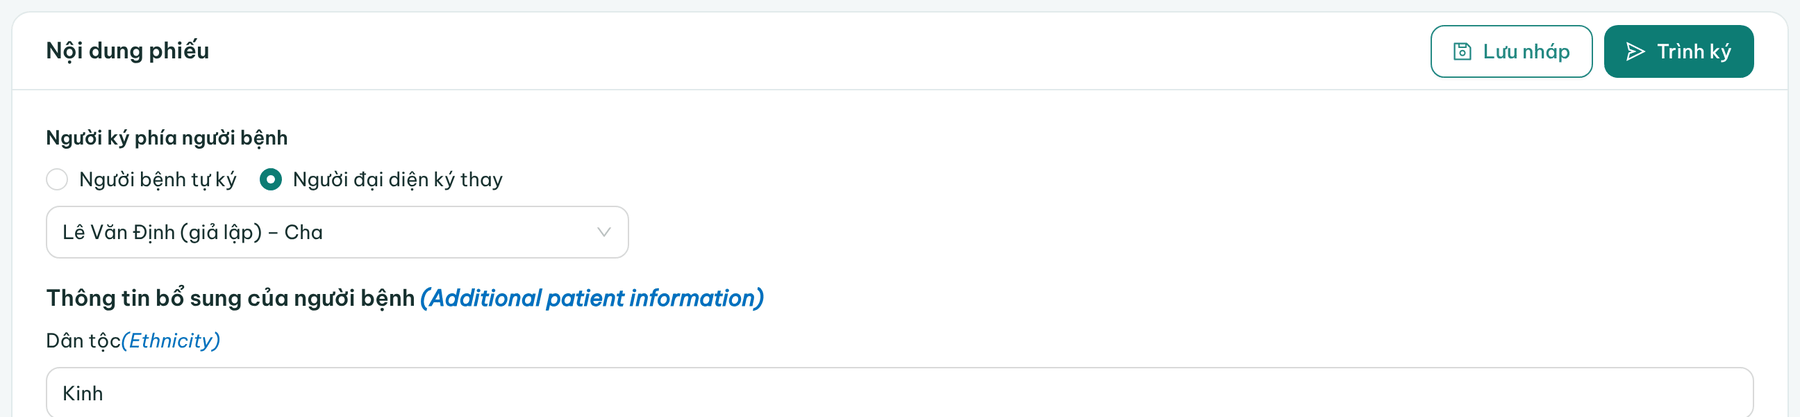 Nội dung phiếu
Lưu nháp
Trình ký
Người ký phía người bệnh
Người bệnh tự ký
Người đại diện ký thay
Lê Văn Định (giả lập) – Cha
Thông tin bổ sung của người bệnh (Additional patient information)
Dân tộc(Ethnicity)
Kinh